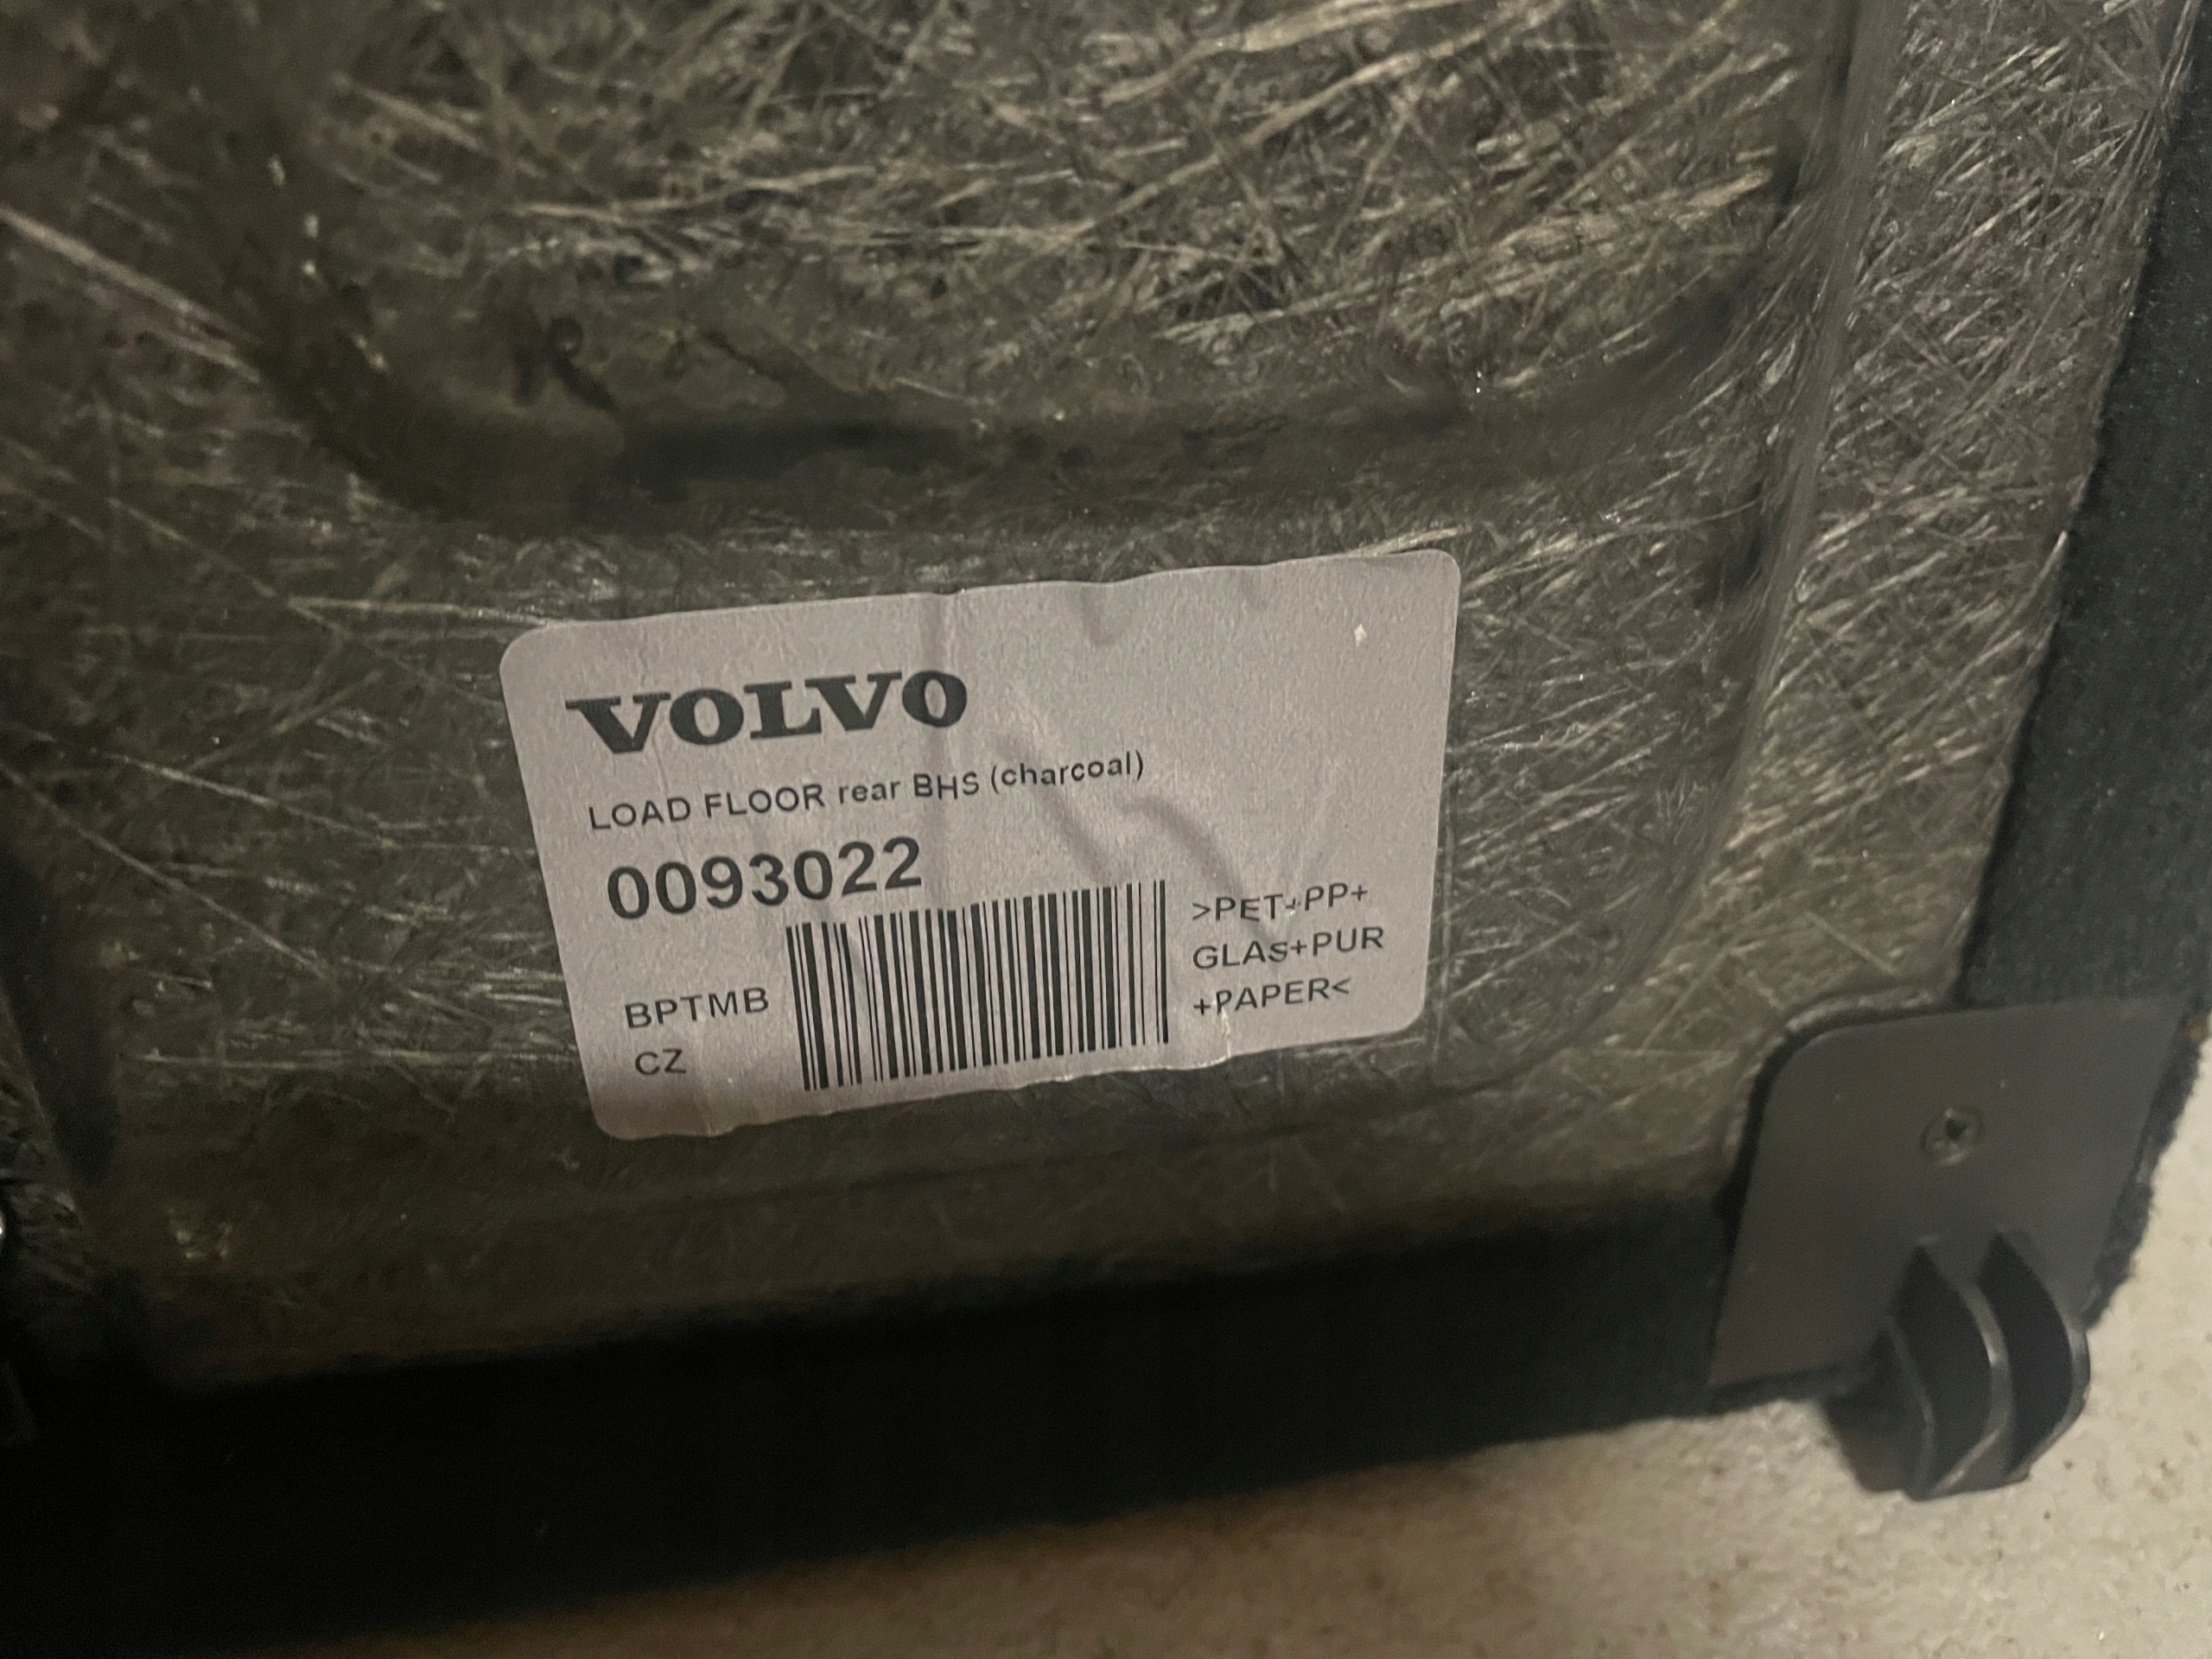 VOLVO
LOAD FLOOR rear BHS (charcoal)
0093022
BPTMB
CZ
>PET+PP+
GLAS+PUR
+PAPER<